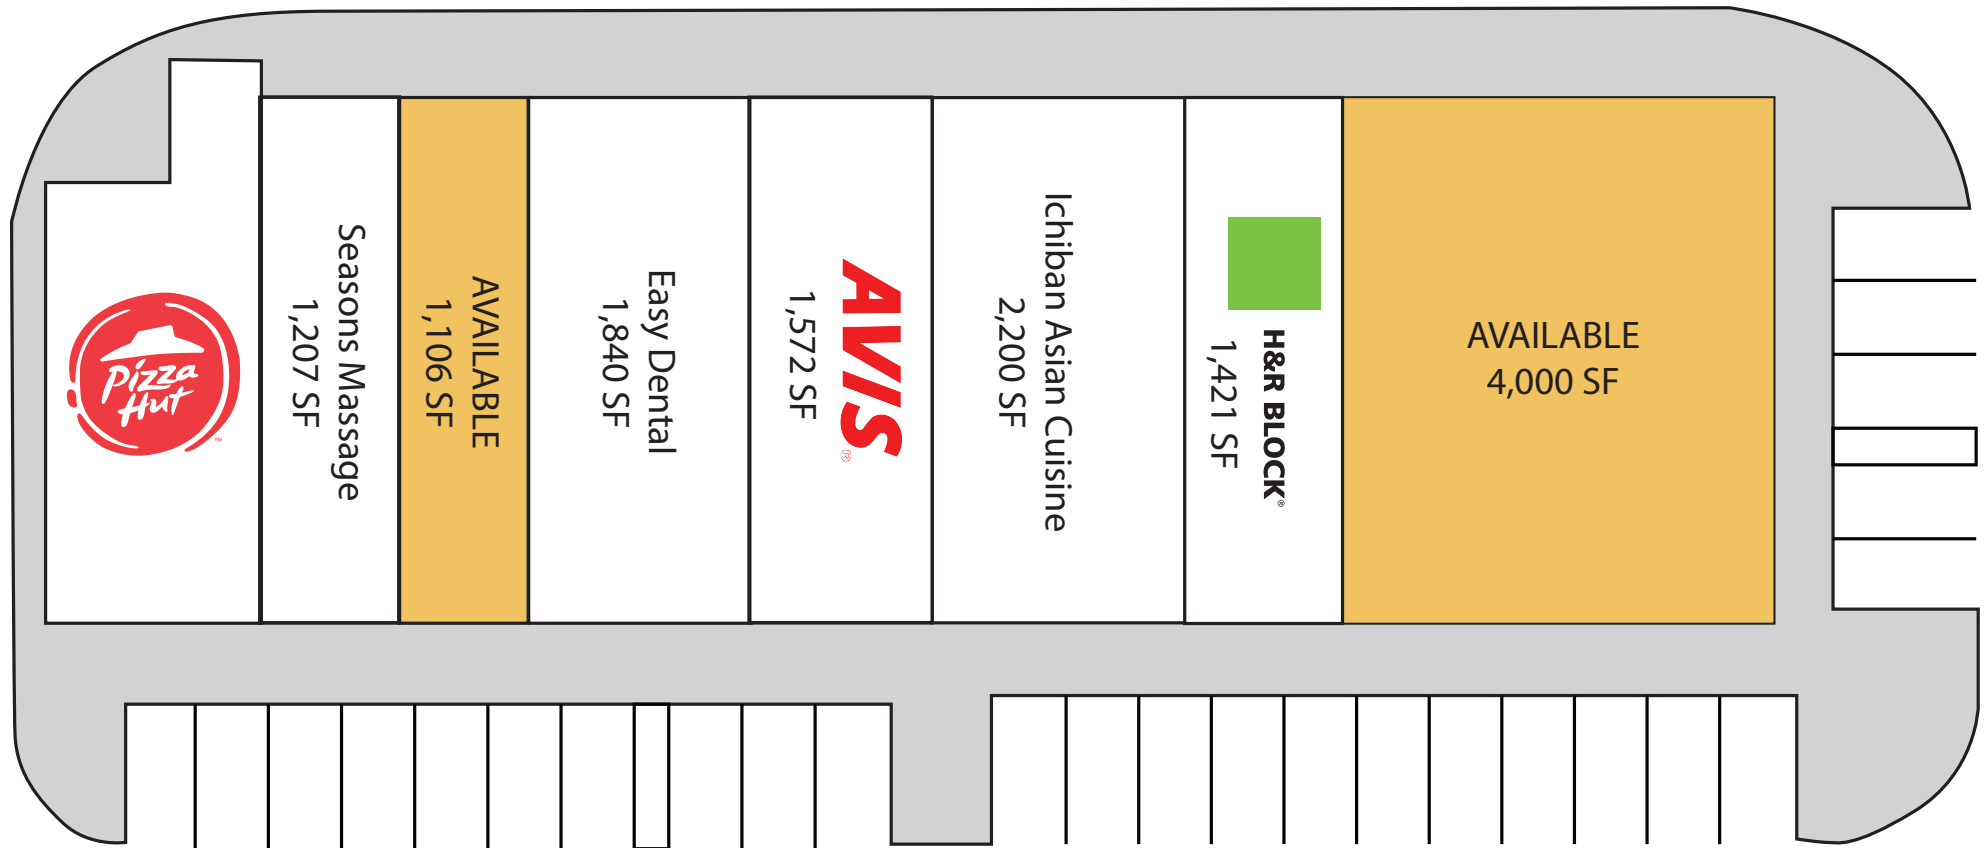 Pizza
Hut
™
Seasons Massage
1,207 SF
AVAILABLE
1,106 SF
Easy Dental
1,840 SF
AVIS®
1,572 SF
Ichiban Asian Cuisine
2,200 SF
H&R BLOCK®
1,421 SF
AVAILABLE
4,000 SF